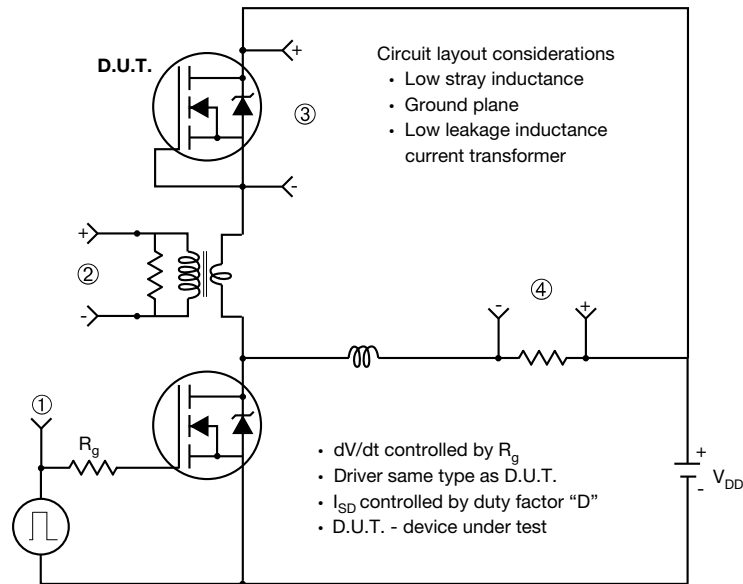 D.U.T.
+
③
-
Circuit layout considerations
• Low stray inductance
• Ground plane
• Low leakage inductance
current transformer
+
②
-
④
- +
①
Rg
• dV/dt controlled by Rg
• Driver same type as D.U.T.
• ISD controlled by duty factor “D”
• D.U.T. - device under test
+
-
VDD